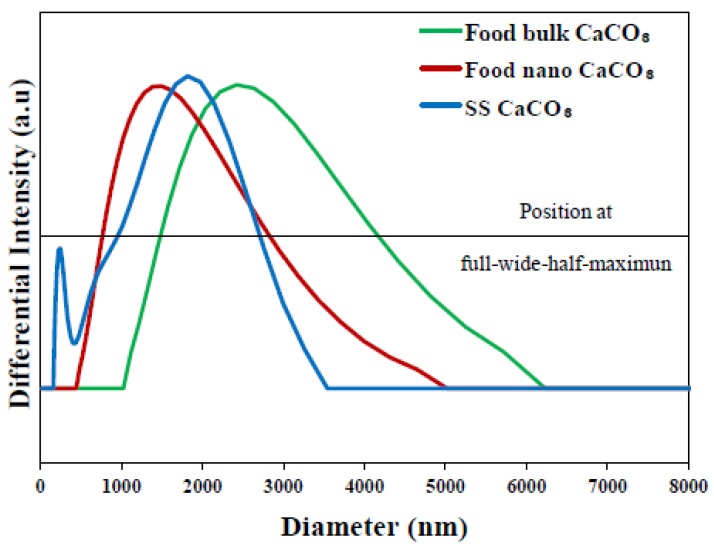 Food bulk CaCO₃
Food nano CaCO₃
SS CaCO₃
Position at
full-wide-half-maximun
Differential Intensity (a.u)
0 1000 2000 3000 4000 5000 6000 7000 8000
Diameter (nm)